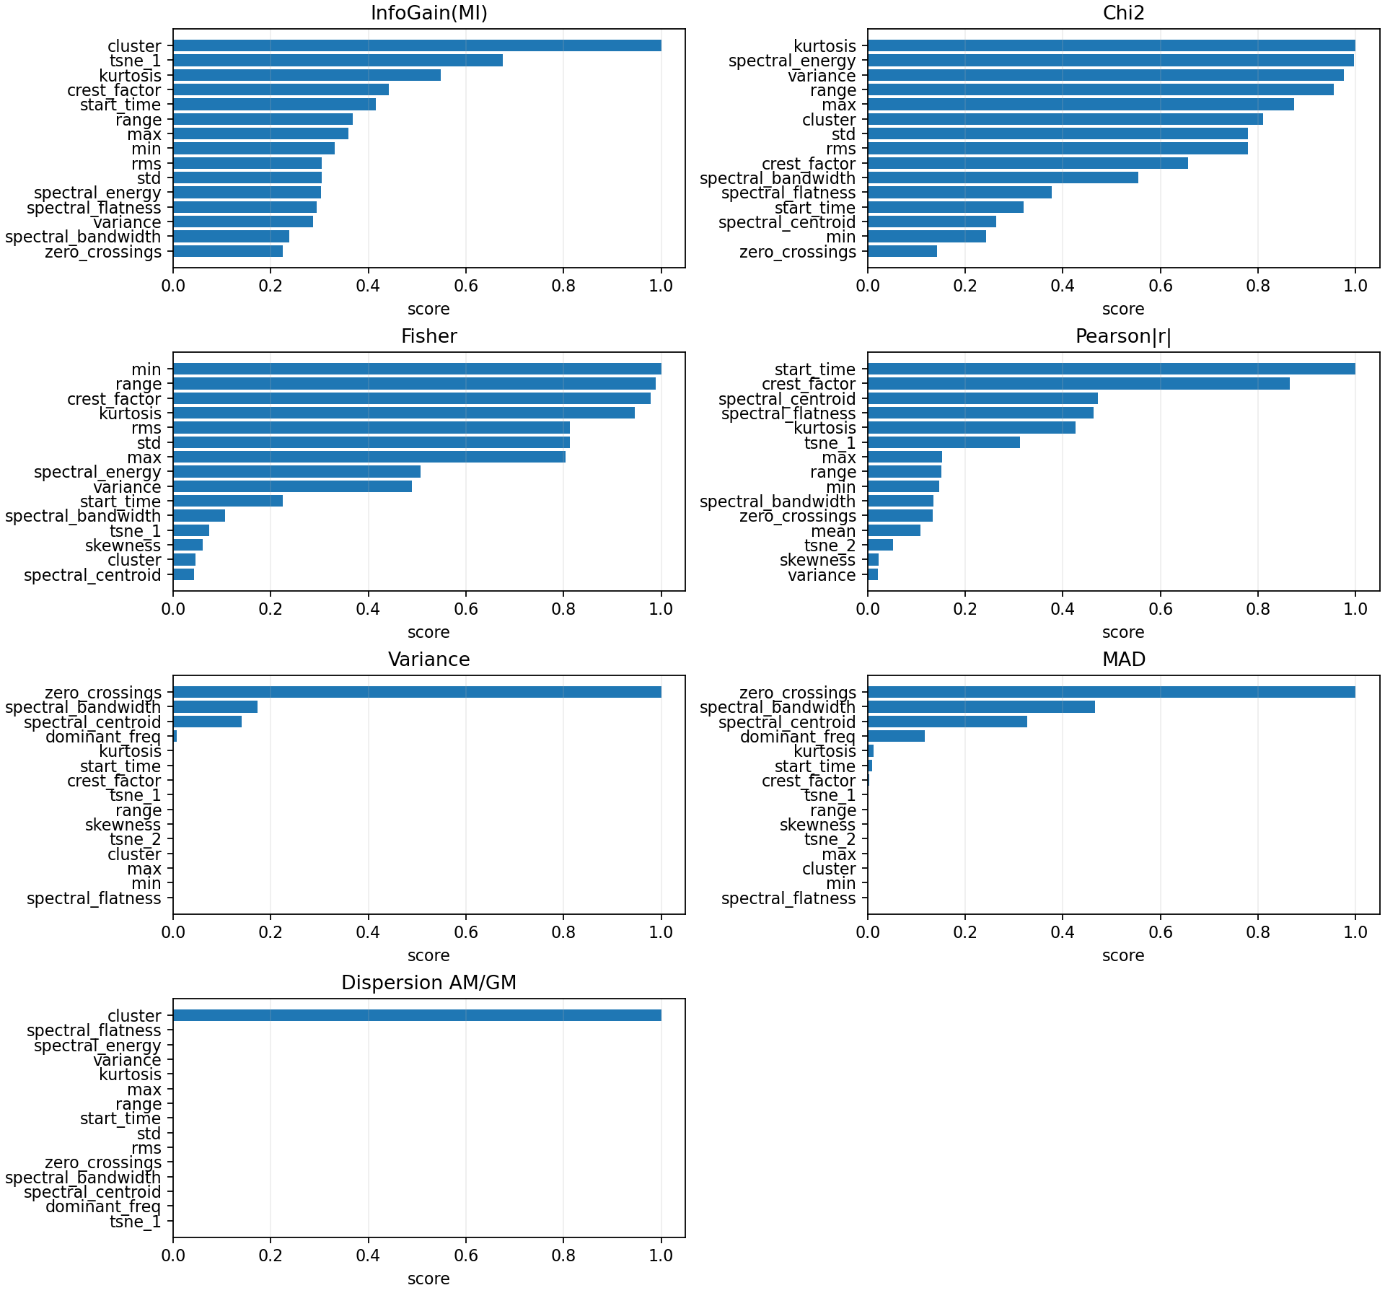 InfoGain(MI)
cluster
tsne_1
kurtosis
crest_factor
start_time
range
max
min
rms
std
spectral_energy
spectral_flatness
variance
spectral_bandwidth
zero_crossings
0.0 0.2 0.4 0.6 0.8 1.0
score
Chi2
kurtosis
spectral_energy
variance
range
max
cluster
std
rms
crest_factor
spectral_bandwidth
spectral_flatness
start_time
spectral_centroid
min
zero_crossings
0.0 0.2 0.4 0.6 0.8 1.0
score
Fisher
min
range
crest_factor
kurtosis
rms
std
max
spectral_energy
variance
start_time
spectral_bandwidth
tsne_1
skewness
cluster
spectral_centroid
0.0 0.2 0.4 0.6 0.8 1.0
score
Pearson|r|
start_time
crest_factor
spectral_centroid
spectral_flatness
kurtosis
tsne_1
max
range
min
spectral_bandwidth
zero_crossings
mean
tsne_2
skewness
variance
0.0 0.2 0.4 0.6 0.8 1.0
score
Variance
zero_crossings
spectral_bandwidth
spectral_centroid
dominant_freq
kurtosis
start_time
crest_factor
tsne_1
range
skewness
tsne_2
cluster
max
min
spectral_flatness
0.0 0.2 0.4 0.6 0.8 1.0
score
MAD
zero_crossings
spectral_bandwidth
spectral_centroid
dominant_freq
kurtosis
start_time
crest_factor
tsne_1
range
skewness
tsne_2
max
cluster
min
spectral_flatness
0.0 0.2 0.4 0.6 0.8 1.0
score
Dispersion AM/GM
cluster
spectral_flatness
spectral_energy
variance
kurtosis
max
range
start_time
std
rms
zero_crossings
spectral_bandwidth
spectral_centroid
dominant_freq
tsne_1
0.0 0.2 0.4 0.6 0.8 1.0
score